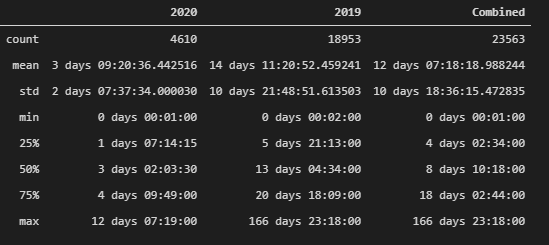 2020 2019 Combined
count 4610 18953 23563
mean 3 days 09:20:36.442516 14 days 11:20:52.459241 12 days 07:18:18.988244
std 2 days 07:37:34.000030 10 days 21:48:51.613503 10 days 18:36:15.472835
min 0 days 00:01:00 0 days 00:02:00 0 days 00:01:00
25% 1 days 07:14:15 5 days 21:13:00 4 days 02:34:00
50% 3 days 02:03:30 13 days 04:34:00 8 days 10:18:00
75% 4 days 09:49:00 20 days 18:09:00 18 days 02:44:00
max 12 days 07:19:00 166 days 23:18:00 166 days 23:18:00